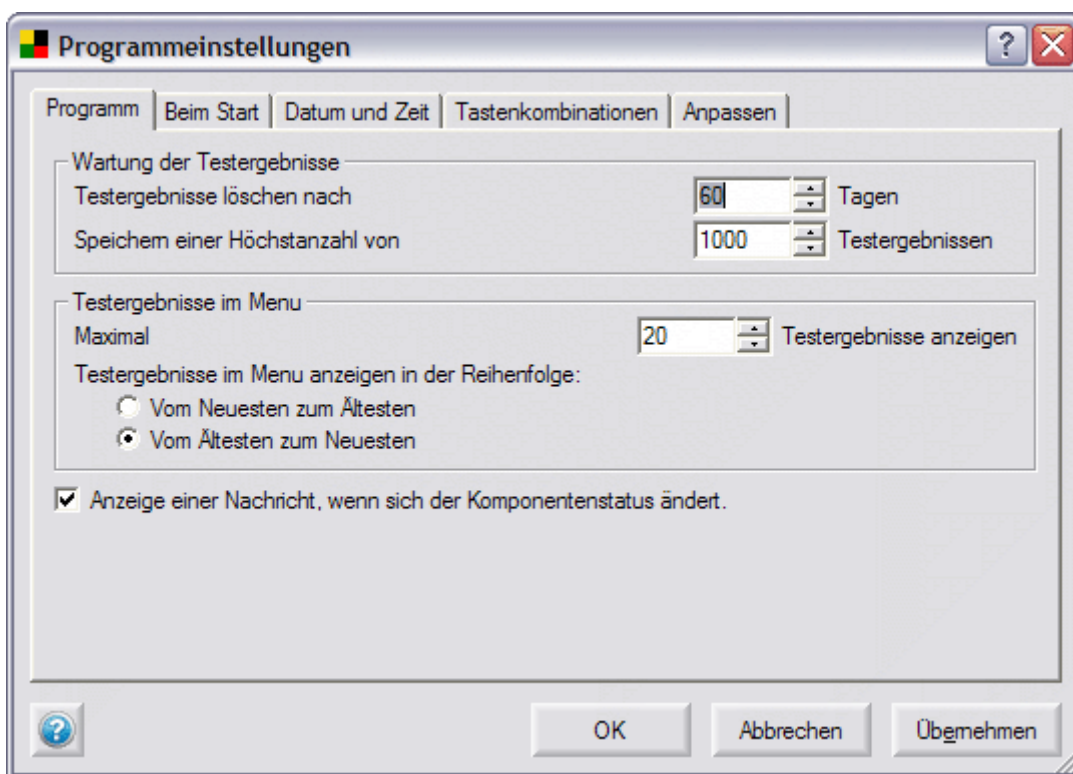 Programmeinstellungen
Programm Beim Start Datum und Zeit Tastenkombinationen Anpassen
Wartung der Testergebnisse
Testergebnisse löschen nach 60 Tagen
Speichern einer Höchstanzahl von 1000 Testergebnissen
Testergebnisse im Menu
Maximal 20 Testergebnisse anzeigen
Testergebnisse im Menu anzeigen in der Reihenfolge:
Vom Neuesten zum Ältesten
Vom Ältesten zum Neuesten
Anzeige einer Nachricht, wenn sich der Komponentenstatus ändert.
OK Abbrechen Übernehmen